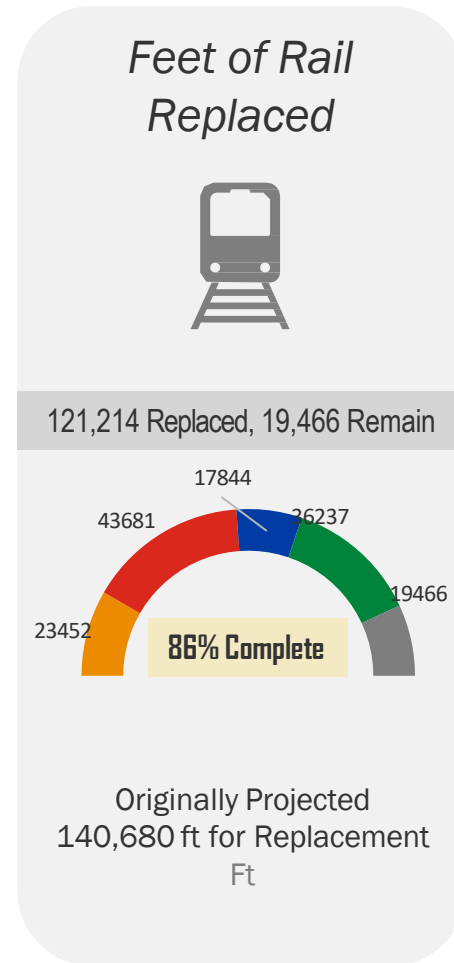 Feet of Rail
Replaced
121,214 Replaced, 19,466 Remain
17844
43681
36237
19466
23452
86% Complete
Originally Projected
140,680 ft for Replacement
Ft